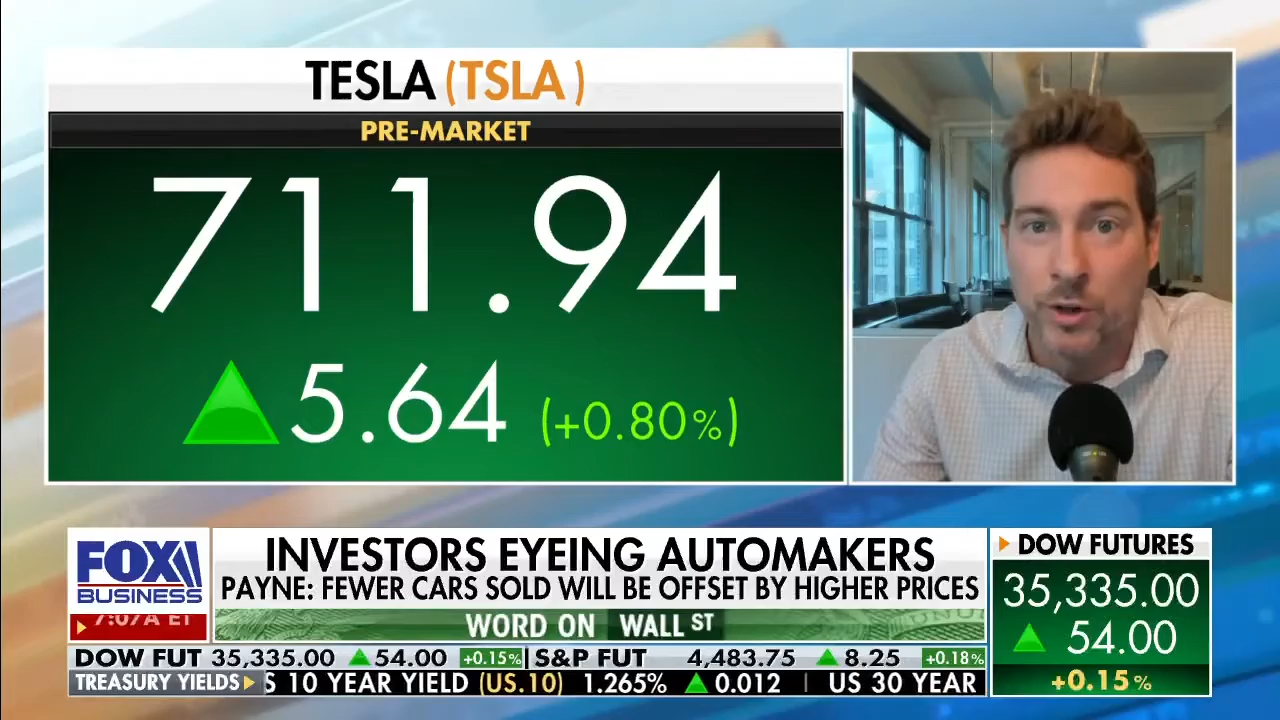 TESLA (TSLA )
PRE-MARKET
711.94
▲ 5.64 (+0.80%)
FOX BUSINESS
7:07A ET
INVESTORS EYEING AUTOMAKERS
PAYNE: FEWER CARS SOLD WILL BE OFFSET BY HIGHER PRICES
WORD ON WALL ST
DOW FUTURES
35,335.00
▲ 54.00
+0.15%
DOW FUT 35,335.00 ▲54.00 +0.15% S&P FUT 4,483.75 ▲8.25 +0.18%
TREASURY YIELDS S 10 YEAR YIELD (US.10) 1.265% ▲0.012 | US 30 YEAR